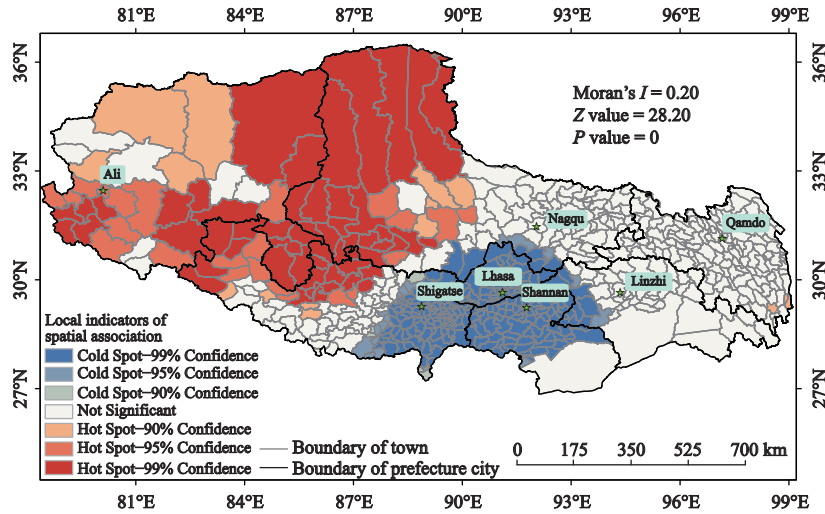 81°E 84°E 87°E 90°E 93°E 96°E 99°E
36°N 36°N
Moran's I = 0.20
Z value = 28.20
P value = 0
33°N 33°N
Ali
Nagqu
Qamdo
30°N 30°N
Lhasa
Linzhi
Shigatse
Shannan
Local indicators of
spatial association
Cold Spot–99% Confidence
Cold Spot–95% Confidence
Cold Spot–90% Confidence
27°N 27°N
Not Significant
Hot Spot–90% Confidence
Hot Spot–95% Confidence
Hot Spot–99% Confidence
Boundary of town
Boundary of prefecture city
0 175 350 525 700 km
81°E 84°E 87°E 90°E 93°E 96°E 99°E